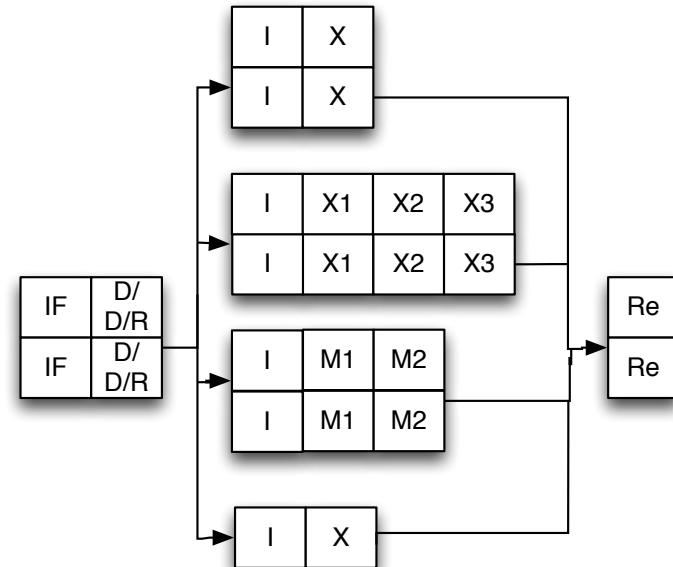 I X
I X
I X1 X2 X3
I X1 X2 X3
IF D/
D/R
IF D/
D/R
I M1 M2
I M1 M2
I X
Re
Re